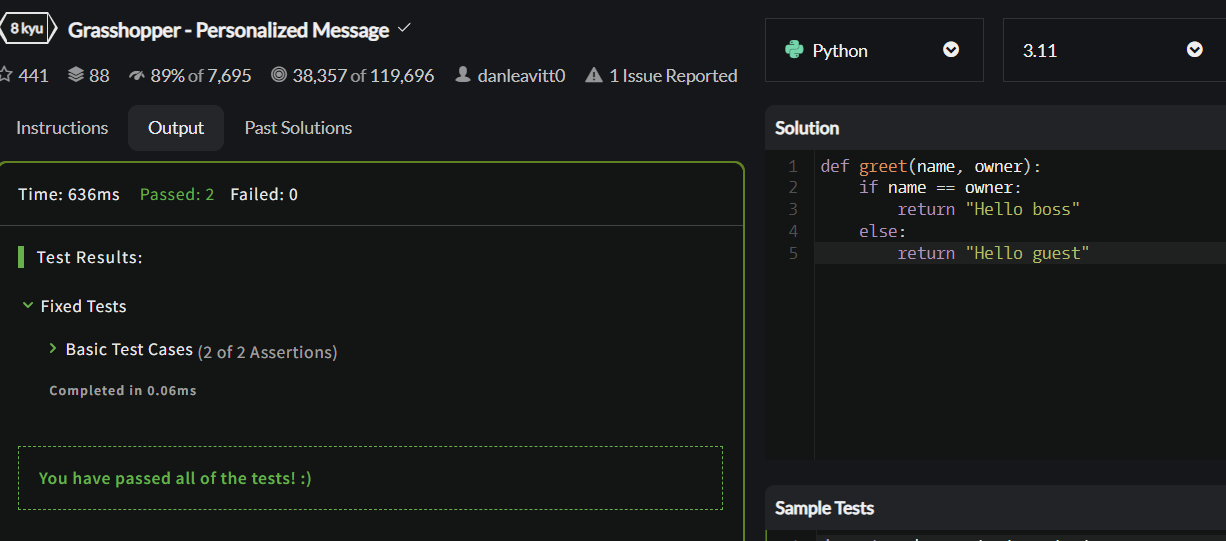 8 kyu Grasshopper - Personalized Message
441 88 89% of 7,695 38,357 of 119,696 danleavitt0 1 Issue Reported
Instructions Output Past Solutions
Time: 636ms Passed: 2 Failed: 0
Test Results:
Fixed Tests
Basic Test Cases (2 of 2 Assertions)
Completed in 0.06ms
You have passed all of the tests! :)
Python 3.11
Solution
1 def greet(name, owner):
2     if name == owner:
3         return "Hello boss"
4     else:
5         return "Hello guest"
Sample Tests